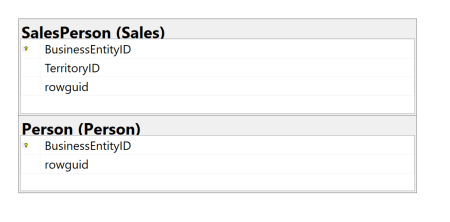 SalesPerson (Sales)
BusinessEntityID
TerritoryID
rowguid
Person (Person)
BusinessEntityID
rowguid